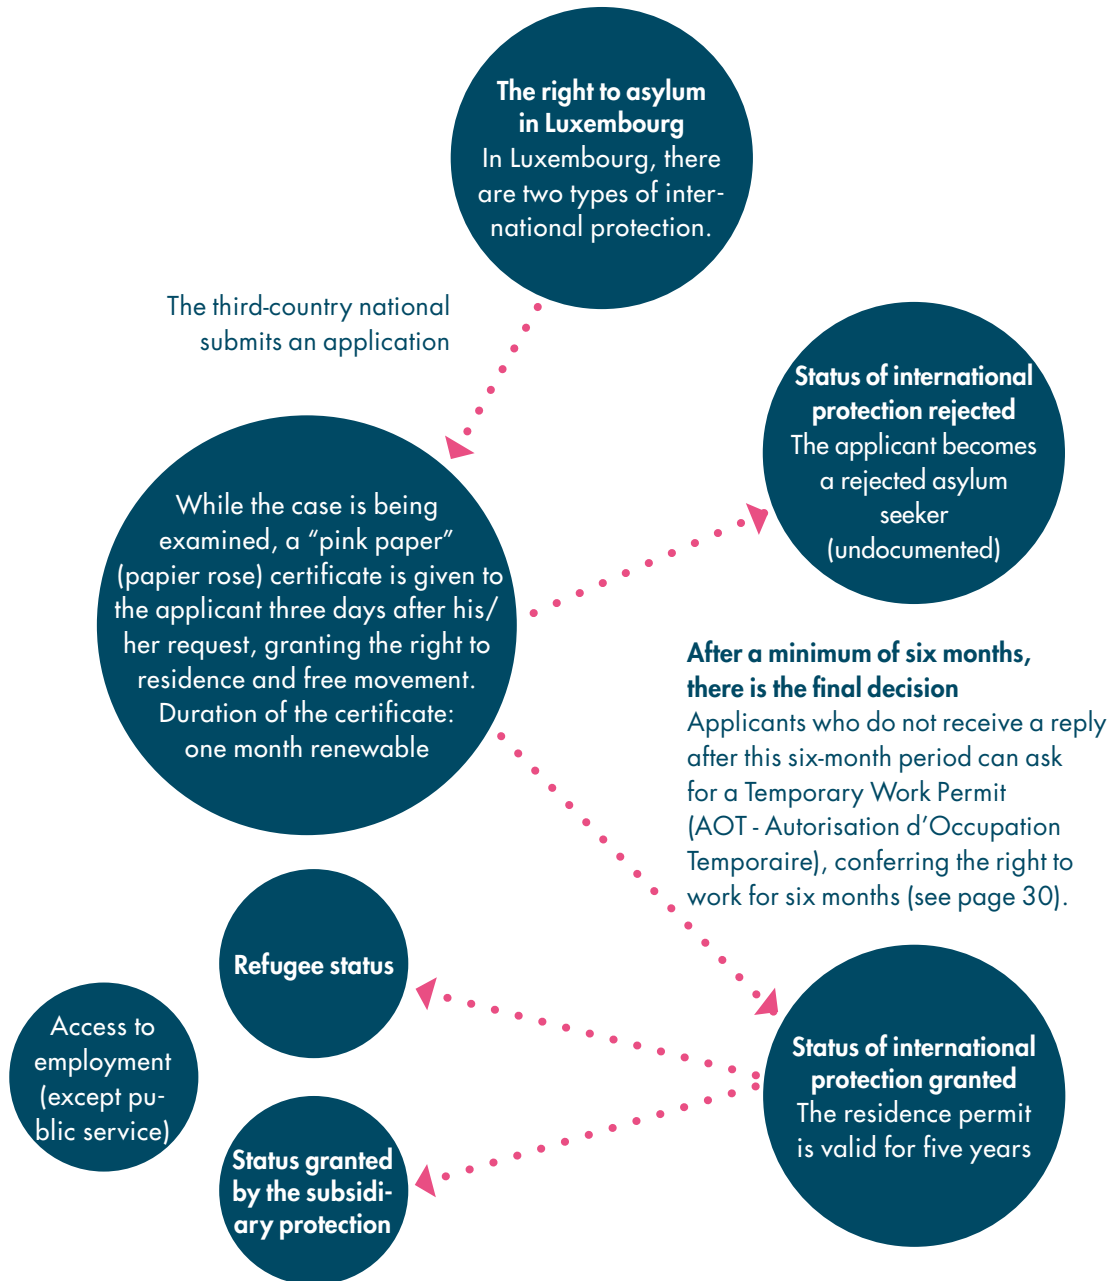 The right to asylum
in Luxembourg
In Luxembourg, there
are two types of inter-
national protection.
The third-country national
submits an application
Status of international
protection rejected
The applicant becomes
a rejected asylum
seeker
(undocumented)
While the case is being
examined, a “pink paper”
(papier rose) certificate is given to
the applicant three days after his/
her request, granting the right to
residence and free movement.
Duration of the certificate:
one month renewable
After a minimum of six months,
there is the final decision
Applicants who do not receive a reply
after this six-month period can ask
for a Temporary Work Permit
(AOT - Autorisation d’Occupation
Temporaire), conferring the right to
work for six months (see page 30).
Refugee status
Access to
employment
(except pu-
blic service)
Status of international
protection granted
The residence permit
is valid for five years
Status granted
by the subsidi-
ary protection